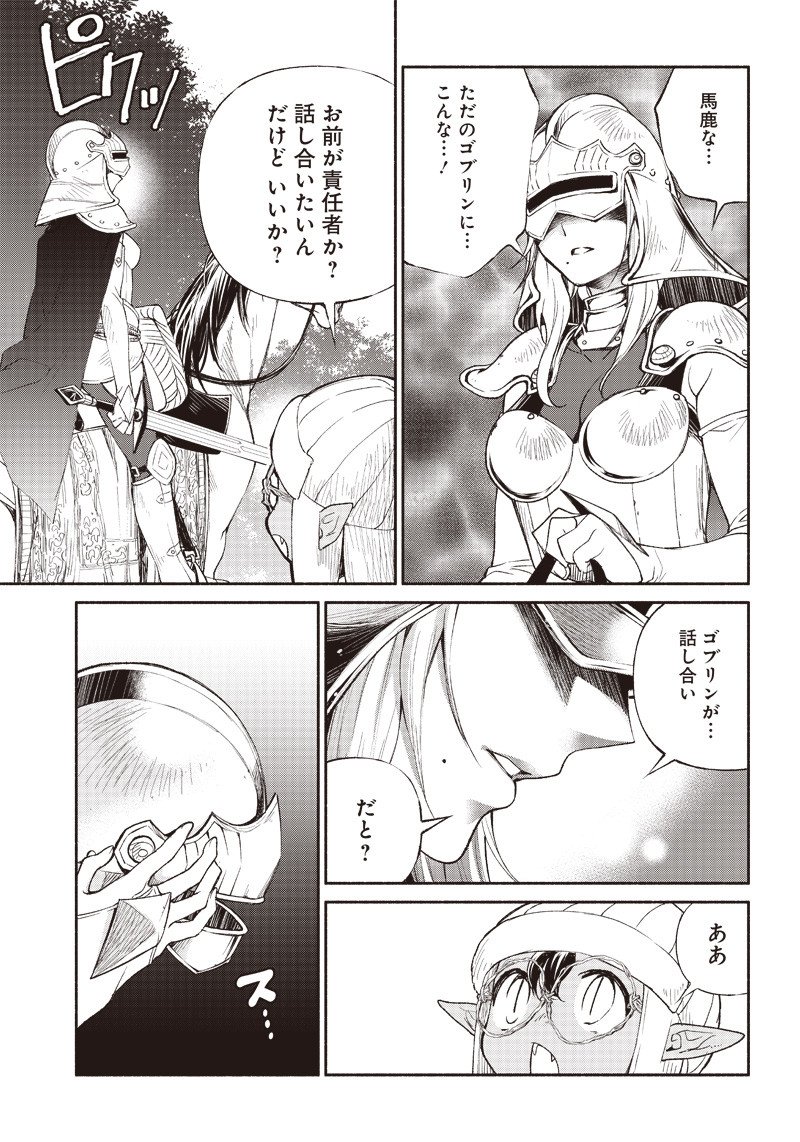 馬鹿な…
ただのゴブリンに…
こんな…！
お前が責任者か？
話し合いたいん
だけど いいか？
ピクッ
ゴブリンが…
話し合い
だと？
ああ
ス…